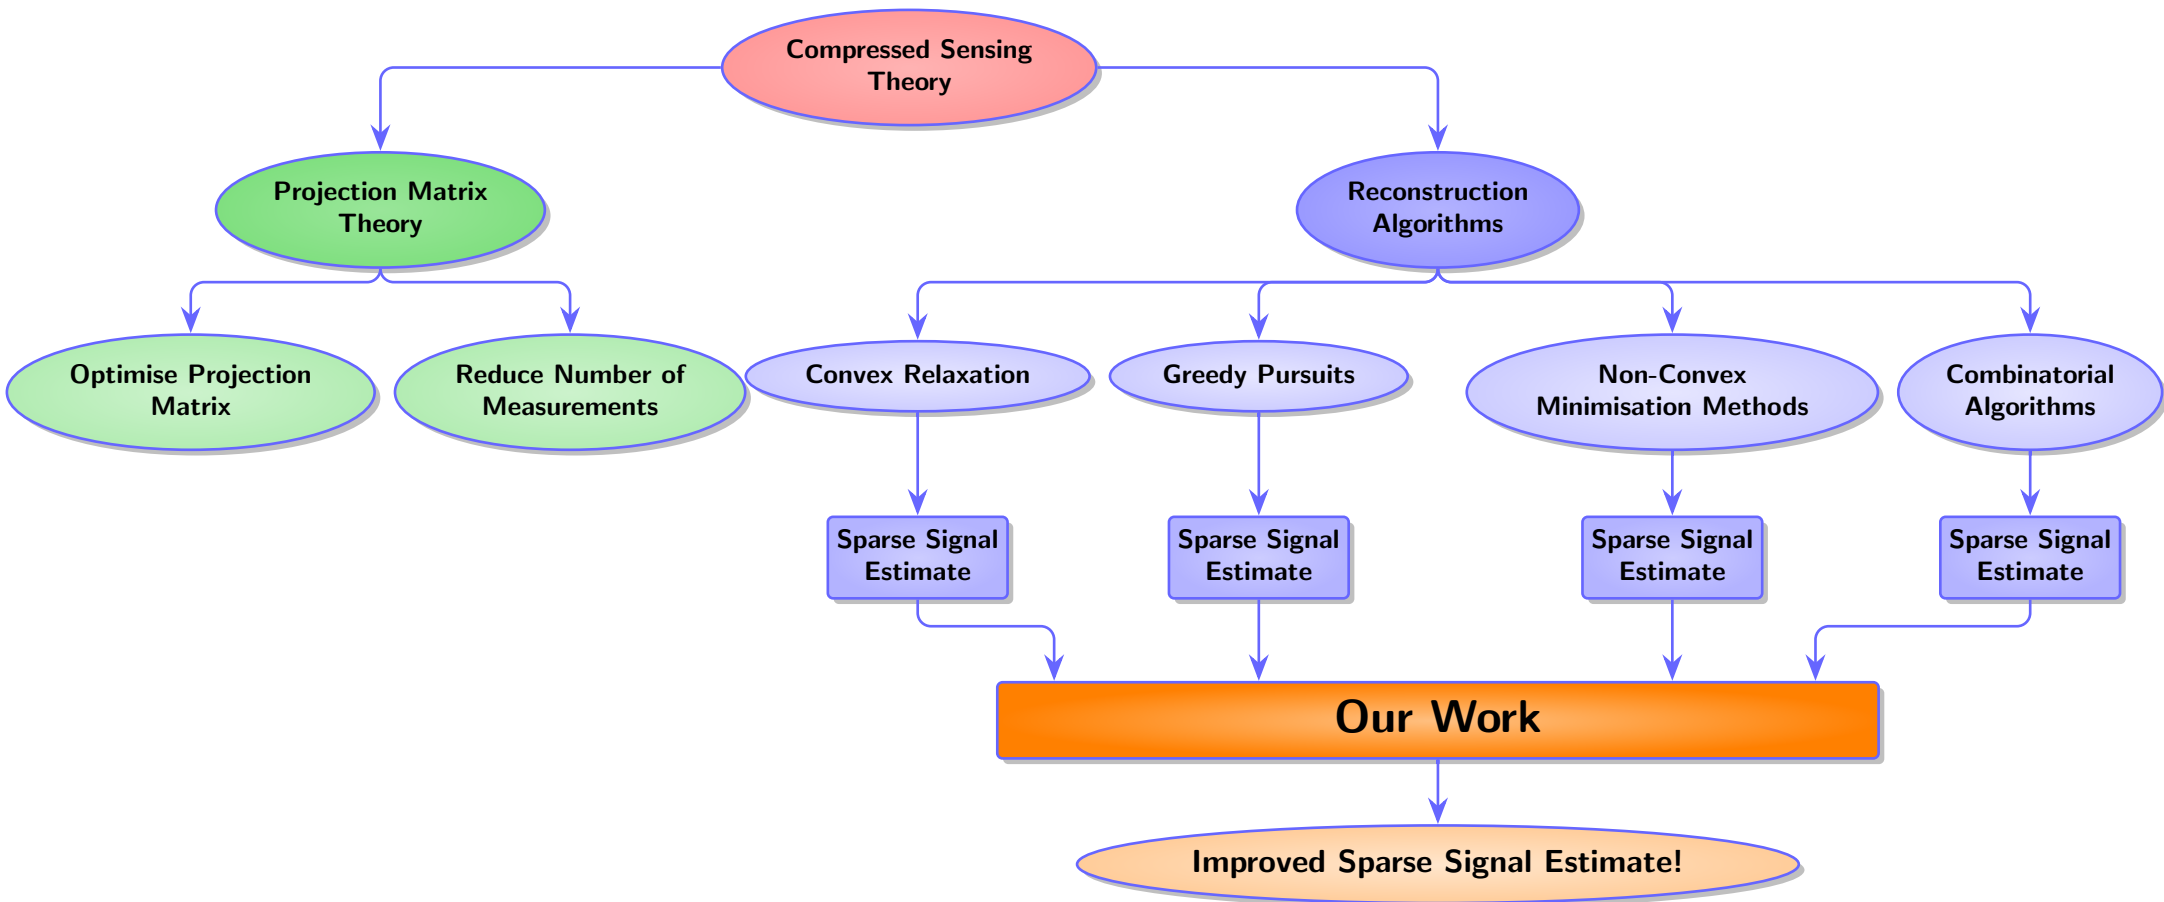 Compressed Sensing
Theory
Projection Matrix
Theory
Reconstruction
Algorithms
Optimise Projection
Matrix
Reduce Number of
Measurements
Convex Relaxation
Greedy Pursuits
Non-Convex
Minimisation Methods
Combinatorial
Algorithms
Sparse Signal
Estimate
Sparse Signal
Estimate
Sparse Signal
Estimate
Sparse Signal
Estimate
Our Work
Improved Sparse Signal Estimate!